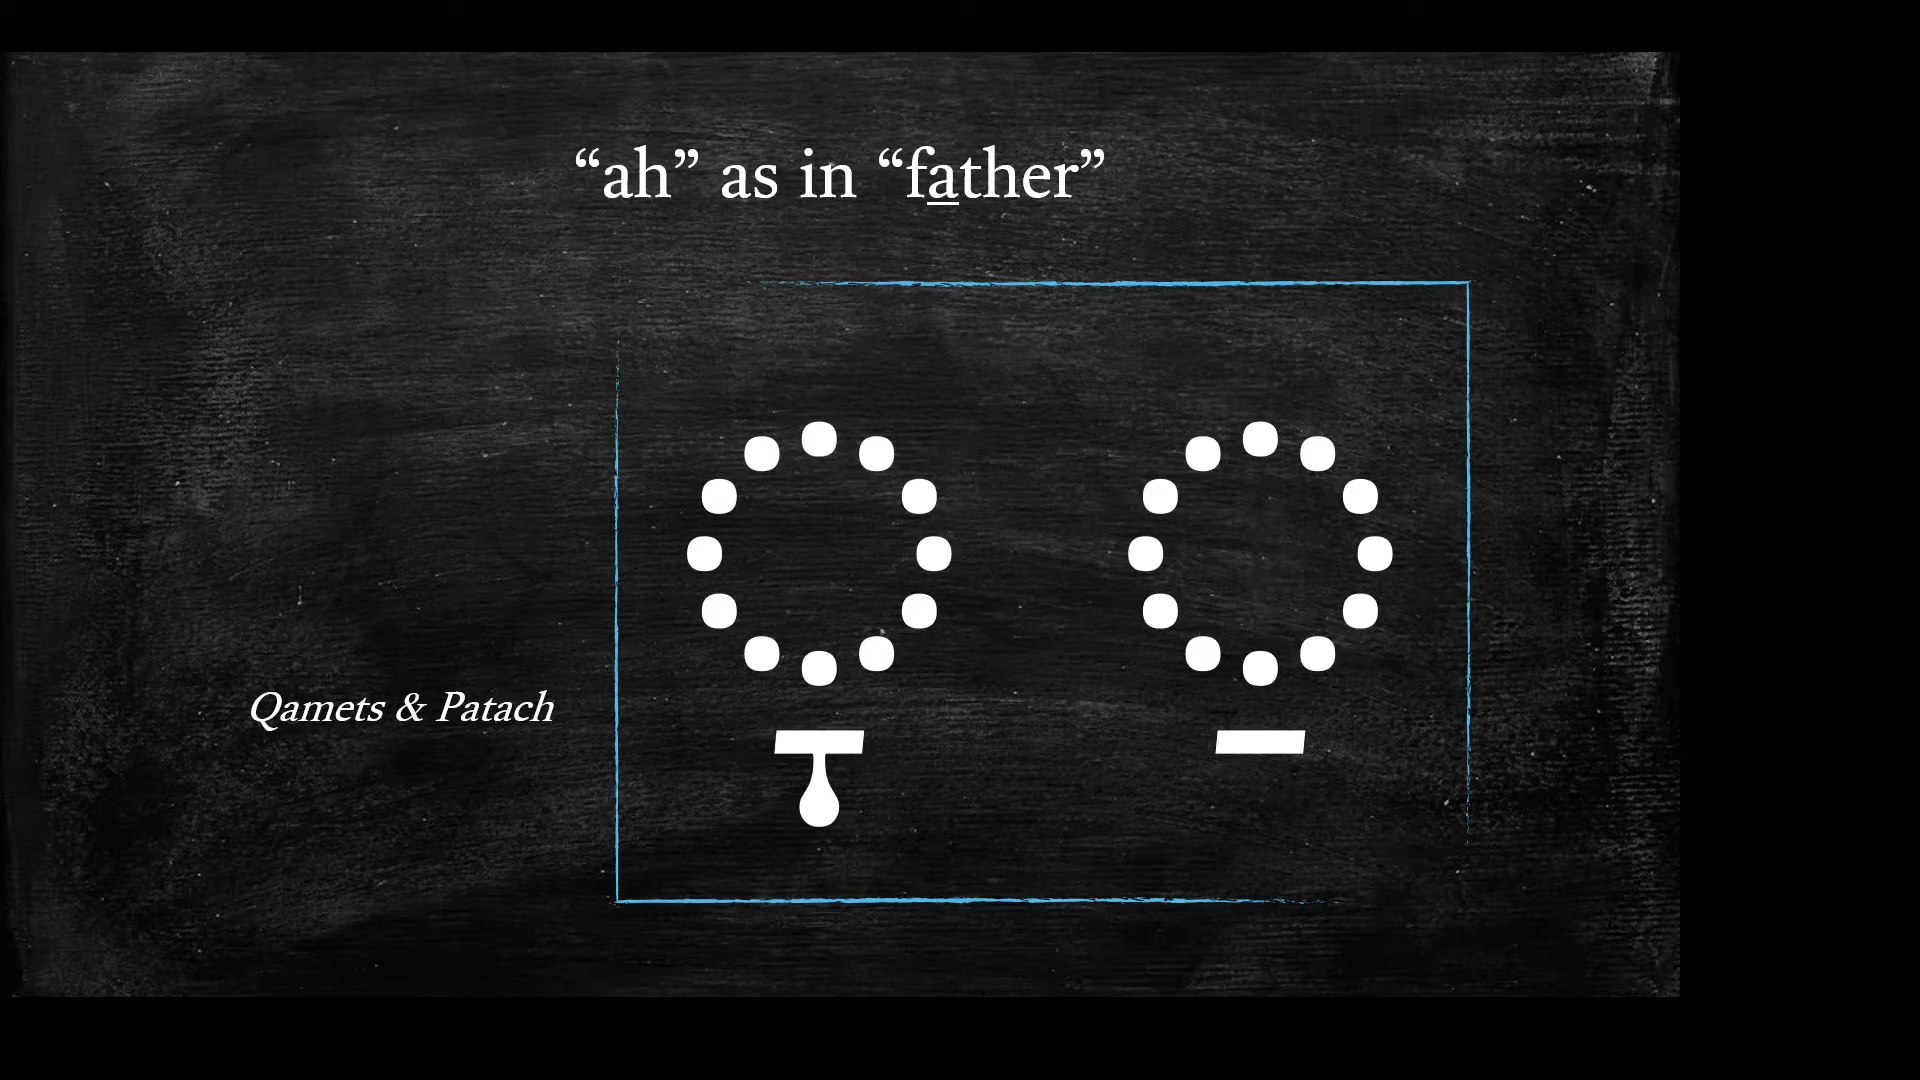 “ah” as in “father”
◌ָ ◌ַ
Qamets & Patach